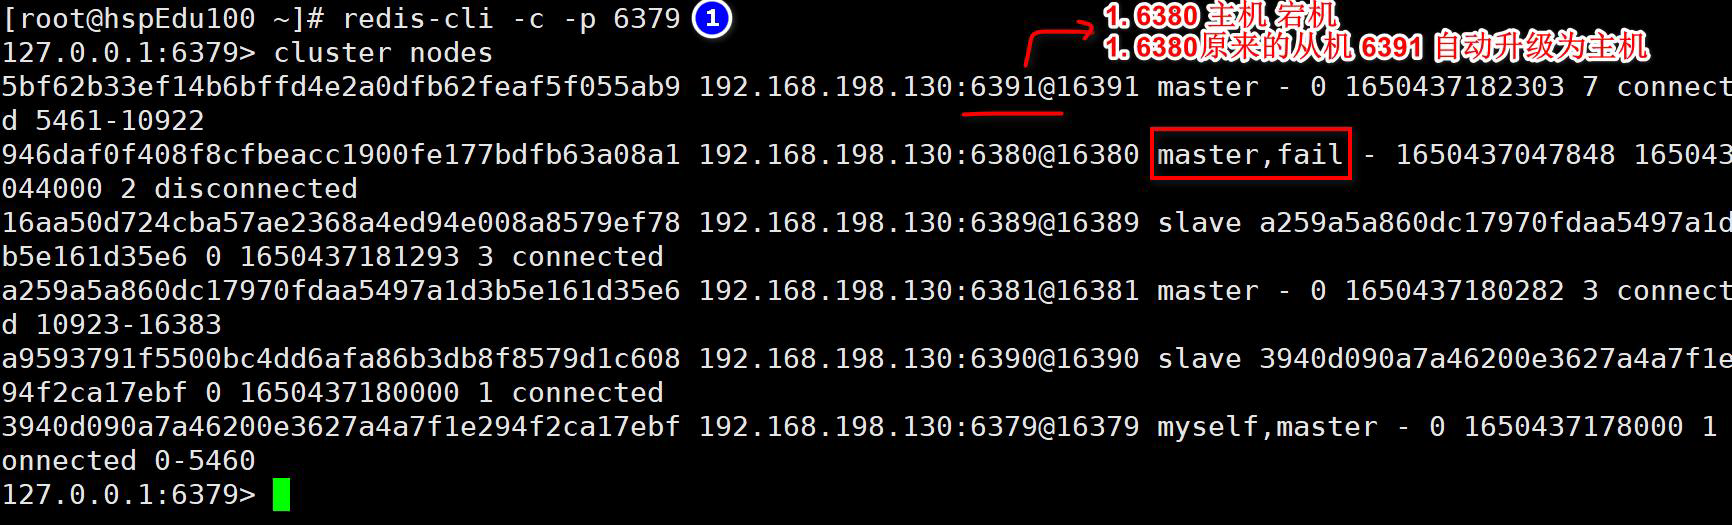 [root@hspEdu100 ~]# redis-cli -c -p 6379 1
1. 6380 主机 宕机
127.0.0.1:6379> cluster nodes
1. 6380原来的从机 6391 自动升级为主机
5bf62b33ef14b6bffd4e2a0dfb62feaf5f055ab9 192.168.198.130:6391@16391 master - 0 1650437182303 7 connect
d 5461-10922
946daf0f408f8cfbeacc1900fe177bdfb63a08a1 192.168.198.130:6380@16380 master,fail - 1650437047848 165043
044000 2 disconnected
16aa50d724cba57ae2368a4ed94e008a8579ef78 192.168.198.130:6389@16389 slave a259a5a860dc17970fdaa5497a1d
b5e161d35e6 0 1650437181293 3 connected
a259a5a860dc17970fdaa5497a1d3b5e161d35e6 192.168.198.130:6381@16381 master - 0 1650437180282 3 connect
d 10923-16383
a9593791f5500bc4dd6afa86b3db8f8579d1c608 192.168.198.130:6390@16390 slave 3940d090a7a46200e3627a4a7f1e
94f2ca17ebf 0 1650437180000 1 connected
3940d090a7a46200e3627a4a7f1e294f2ca17ebf 192.168.198.130:6379@16379 myself,master - 0 1650437178000 1
onnected 0-5460
127.0.0.1:6379>